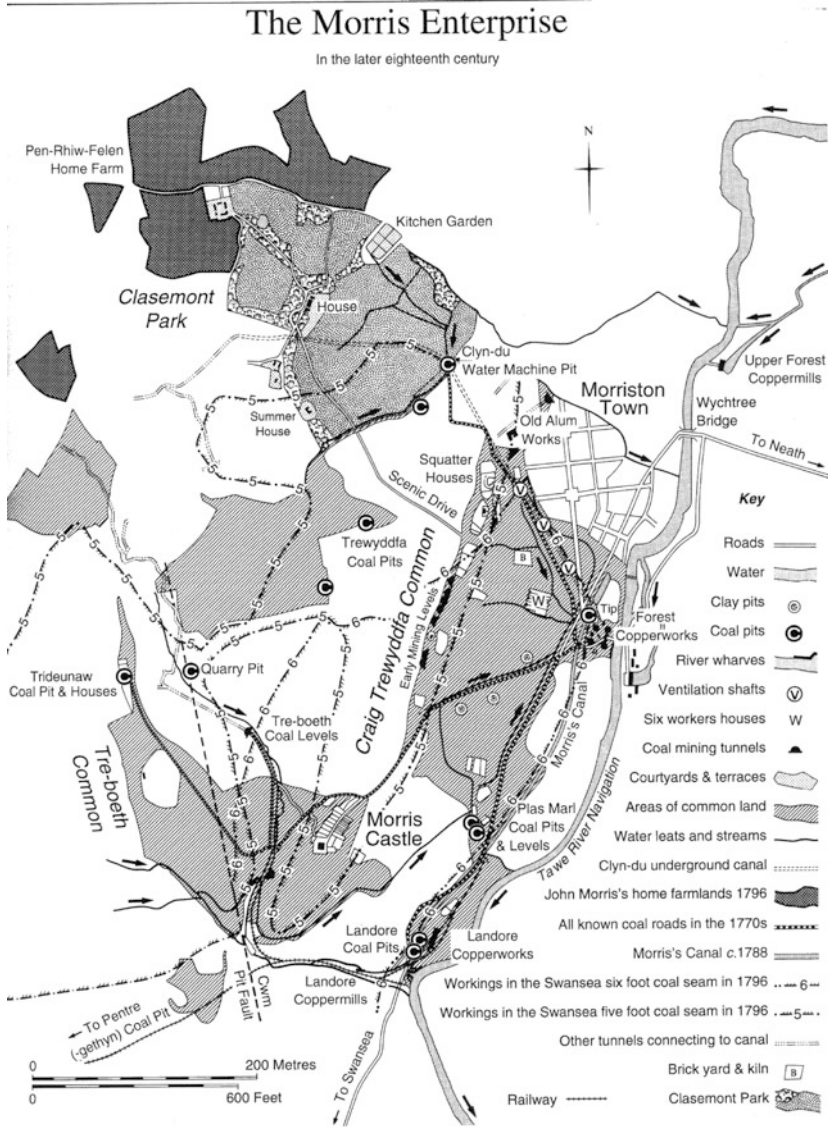 The Morris Enterprise
In the later eighteenth century
N
Pen-Rhiw-Felen
Home Farm
Kitchen Garden
Clasemont
Park
House
Clyn-du
Water Machine Pit
Upper Forest
Coppermills
Morriston
Town
Wychtree
Bridge
To Neath
Summer
House
Old Alum
Works
Squatter
Houses
Scenic Drive
Trewyddfa
Coal Pits
Craig Trewyddfa Common
Early Mining Levels
Tip
Forest
Copperworks
Quarry Pit
Trideunaw
Coal Pit & Houses
Tre-boeth
Coal Levels
Tre-boeth
Common
Morris's Canal
Morris
Castle
Plas Marl
Coal Pits
& Levels
Tawe River Navigation
Landore
Coal Pits
Landore
Copperworks
Landore
Coppermills
Cwm
Pit Fault
To Pentre
(-gethyn) Coal Pit
To Swansea
0 200 Metres
0 600 Feet
Key
Roads
Water
Clay pits
Coal pits
River wharves
Ventilation shafts
Six workers houses W
Coal mining tunnels
Courtyards & terraces
Areas of common land
Water leats and streams
Clyn-du underground canal
John Morris's home farmlands 1796
All known coal roads in the 1770s
Morris's Canal c.1788
Workings in the Swansea six foot coal seam in 1796 6
Workings in the Swansea five foot coal seam in 1796 5
Other tunnels connecting to canal
Brick yard & kiln B
Railway
Clasemont Park